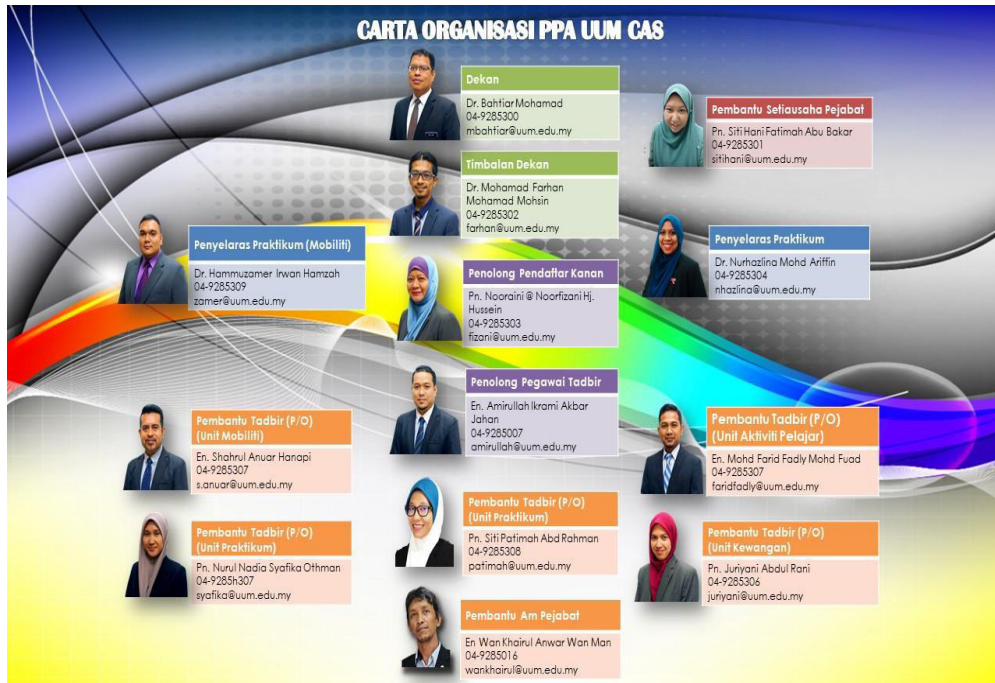 CARTA ORGANISASI PPA UUM CAS
Dekan
Dr. Bahtiar Mohamad
04-9285300
mbahtiar@uum.edu.my
Pembantu Setiausaha Pejabat
Pn. Siti Hani Fatimah Abu Bakar
04-9285301
sitihani@uum.edu.my
Timbalan Dekan
Dr. Mohamad Farhan
Mohamad Mohsin
04-9285302
farhan@uum.edu.my
Penyelaras Praktikum (Mobiliti)
Dr. Hammuzamer Irwan Hamzah
04-9285309
zamer@uum.edu.my
Penyelaras Praktikum
Dr. Nurhazlina Mohd Ariffin
04-9285304
nhazlina@uum.edu.my
Penolong Pendaftar Kanan
Pn. Nooraini @ Noorfizani Hj.
Hussein
04-9285303
fizani@uum.edu.my
Penolong Pegawai Tadbir
En. Amirullah Ikrami Akbar
Jahan
04-9285007
amirullah@uum.edu.my
Pembantu Tadbir (P/O)
(Unit Mobiliti)
En. Shahrul Anuar Hanapi
04-9285307
s.anuar@uum.edu.my
Pembantu Tadbir (P/O)
(Unit Aktiviti Pelajar)
En. Mohd Farid Fadly Mohd Fuad
04-9285307
faridfadly@uum.edu.my
Pembantu Tadbir (P/O)
(Unit Praktikum)
Pn. Siti Patimah Abd Rahman
04-9285308
patimah@uum.edu.my
Pembantu Tadbir (P/O)
(Unit Praktikum)
Pn. Nurul Nadia Syafika Othman
04-9285h307
syafika@uum.edu.my
Pembantu Tadbir (P/O)
(Unit Kewangan)
Pn. Juriyani Abdul Rani
04-9285306
juriyani@uum.edu.my
Pembantu Am Pejabat
En Wan Khairul Anwar Wan Man
04-9285016
wankhairul@uum.edu.my